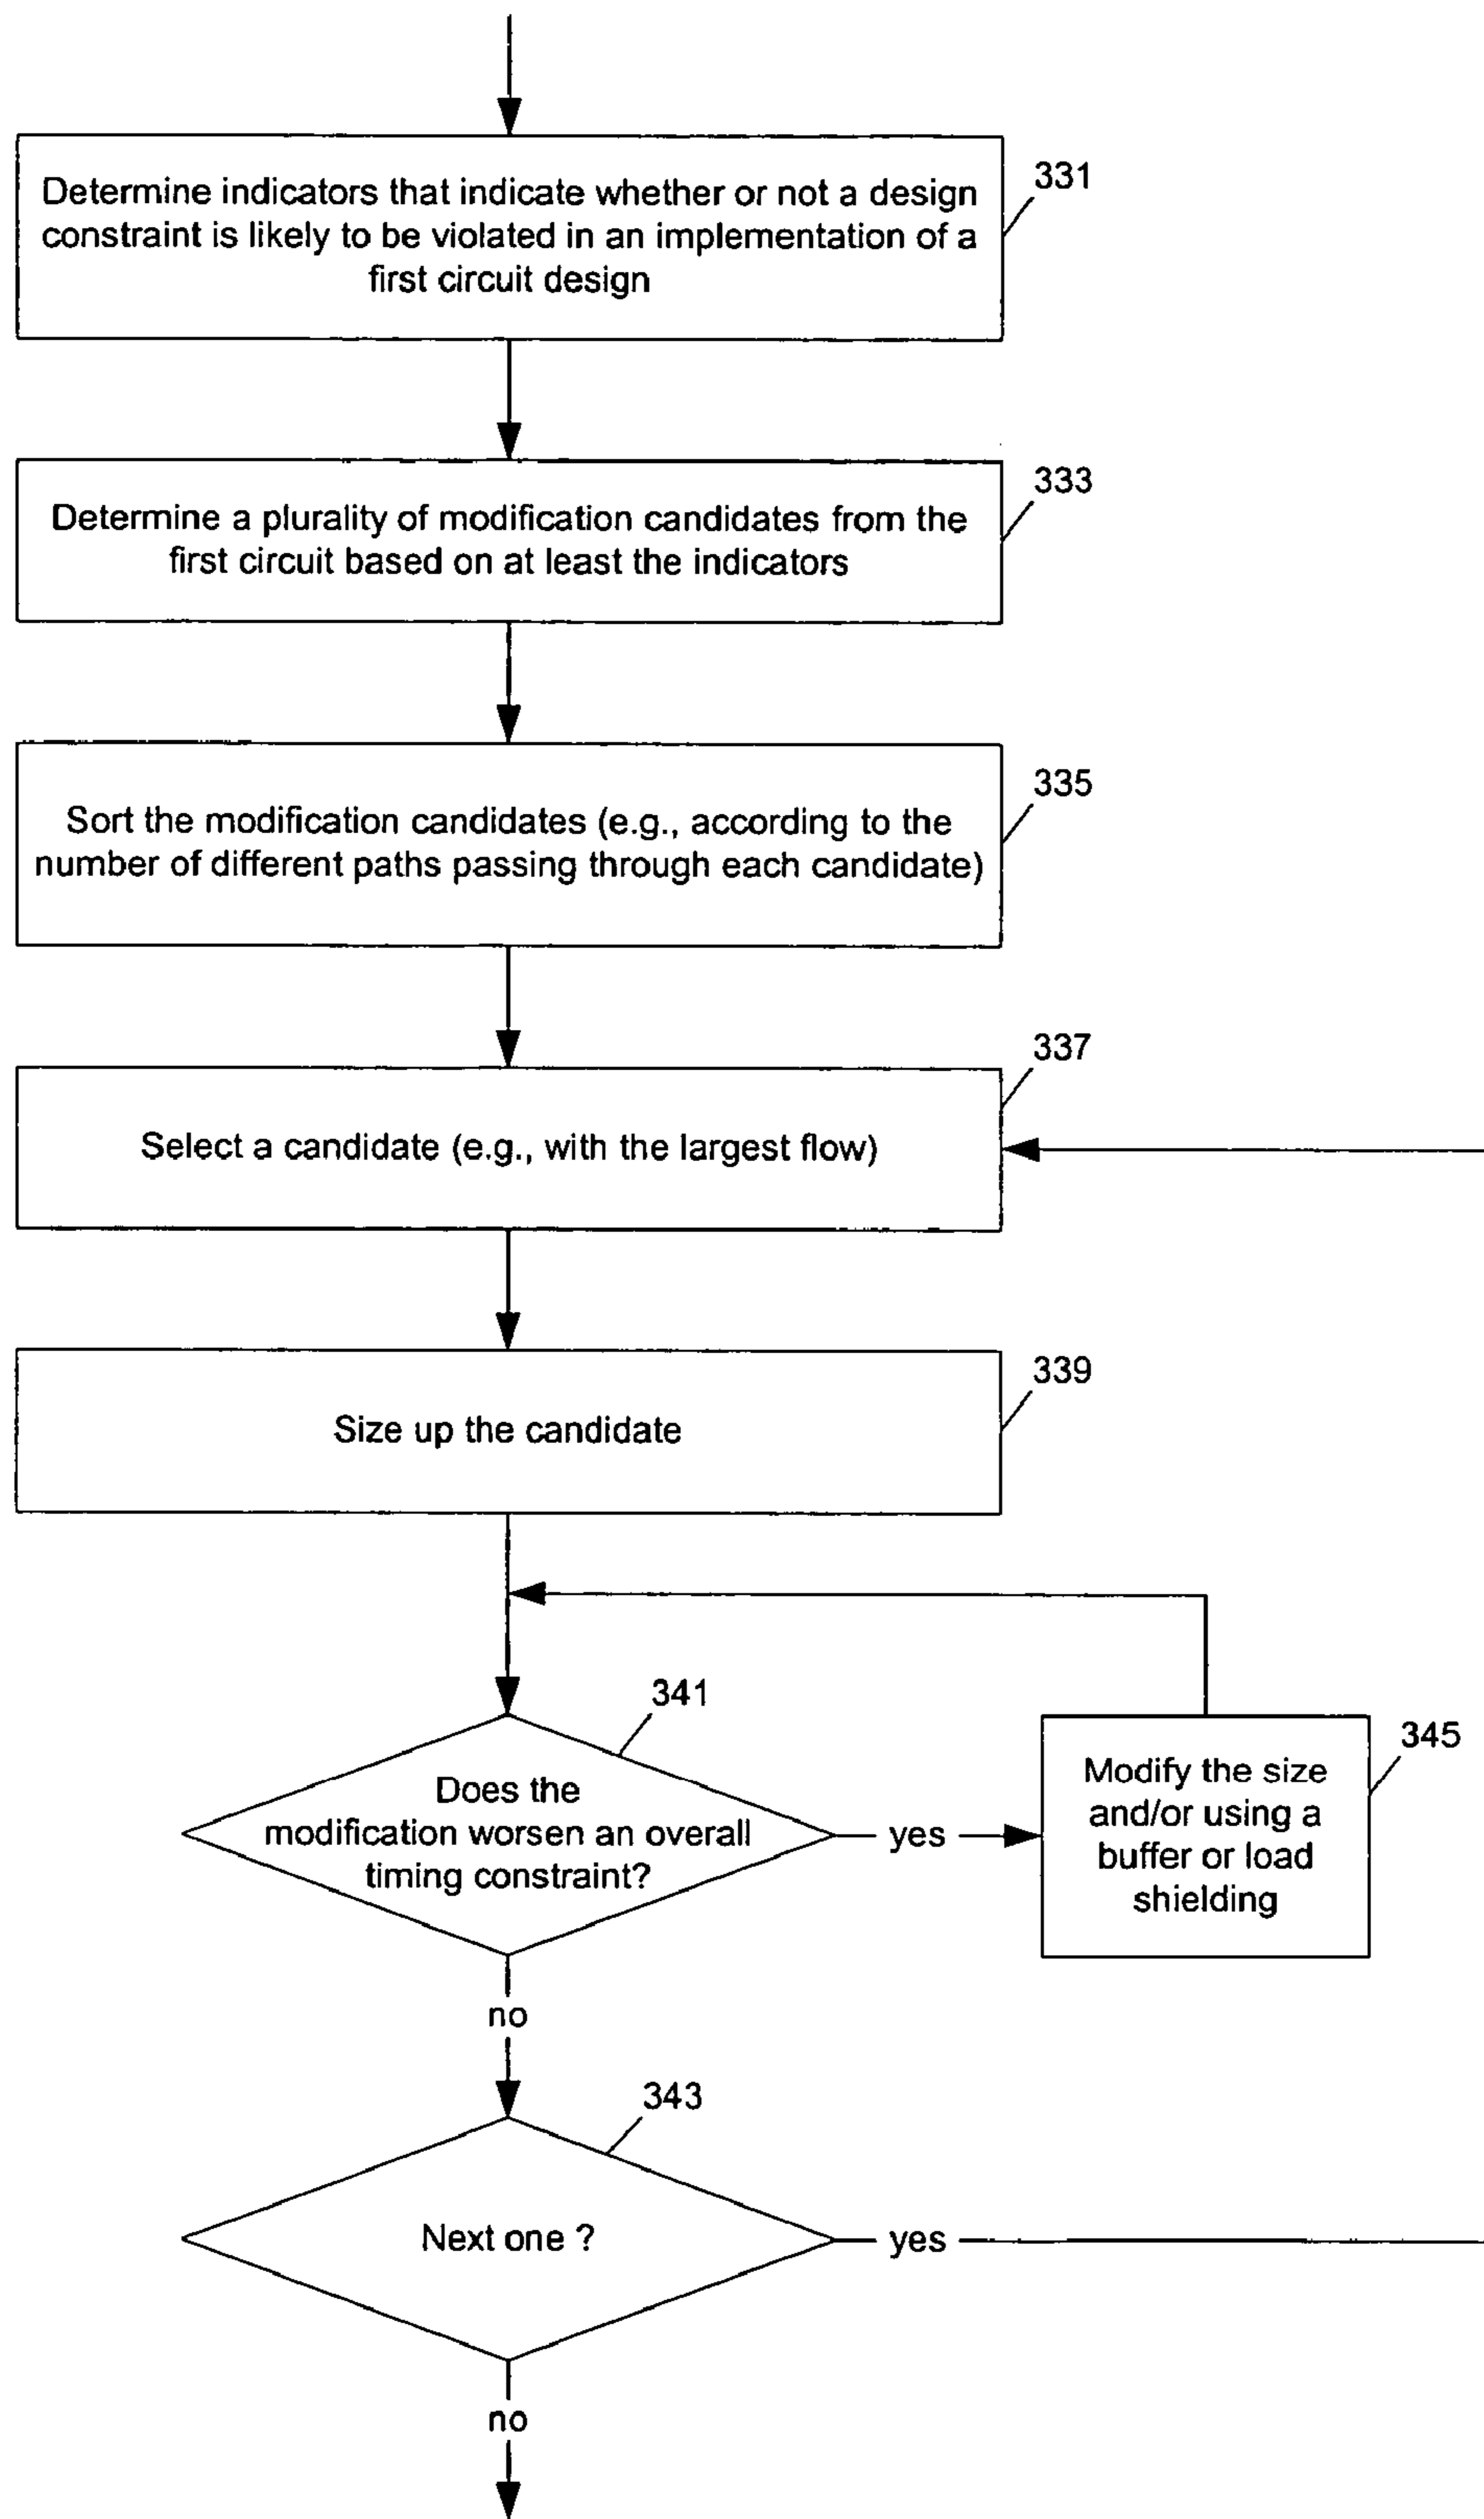 Determine indicators that indicate whether or not a design
constraint is likely to be violated in an implementation of a
first circuit design
331
Determine a plurality of modification candidates from the
first circuit based on at least the indicators
333
Sort the modification candidates (e.g., according to the
number of different paths passing through each candidate)
335
Select a candidate (e.g., with the largest flow)
337
Size up the candidate
339
Does the
modification worsen an overall
timing constraint?
341
yes
Modify the size
and/or using a
buffer or load
shielding
345
no
Next one ?
343
yes
no